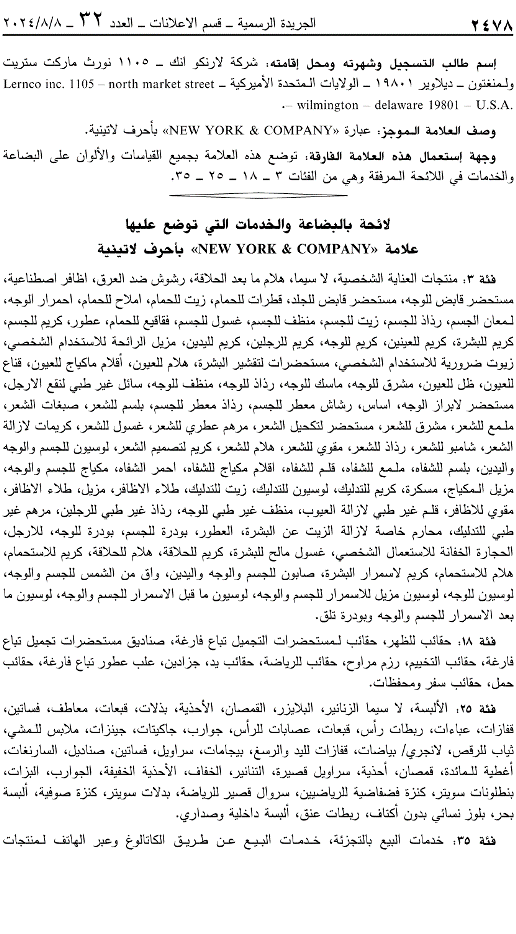 ٢٤٧٨ الجريدة الرسمية ــ قسم الاعلانات ــ العدد ٣٢ ــ ٢٠٢٤/٨/٨
إسم طالب التسجيل وشهرته ومحل إقامته: شركة لارنكو انك ــ ١١٠٥ نورث ماركت ستريت
ولمنغتون ــ ديلاوير ١٩٨٠١ ــ الولايات المتحدة الأميركية ــ Lernco inc. 1105 – north market street
wilmington – delaware 19801 – U.S.A. –.
وصف العلامة الموجز: عبارة «NEW YORK & COMPANY» بأحرف لاتينية.
وجهة إستعمال هذه العلامة الفارقة: توضع هذه العلامة بجميع القياسات والألوان على البضاعة
والخدمات في اللائحة المرفقة وهي من الفئات ٣ ــ ١٨ ــ ٢٥ ــ ٣٥.
لائحة بالبضاعة والخدمات التي توضع عليها
علامة «NEW YORK & COMPANY» بأحرف لاتينية
فئة ٣: منتجات العناية الشخصية، لا سيما، هلام ما بعد الحلاقة، رشوش ضد العرق، اظافر اصطناعية،
مستحضر قابض للوجه، مستحضر قابض للجلد، قطرات للحمام، زيت للحمام، املاح للحمام، احمرار الوجه،
لمعان الجسم، رذاذ للجسم، زيت للجسم، منظف للجسم، غسول للجسم، فقاقيع للحمام، عطور، كريم للجسم،
كريم للبشرة، كريم للعينين، كريم للوجه، كريم للرجلين، كريم لليدين، مزيل الرائحة للاستخدام الشخصي،
زيوت ضرورية للاستخدام الشخصي، مستحضرات لتقشير البشرة، هلام للعيون، أقلام ماكياج للعيون، قناع
للعيون، ظل للعيون، مشرق للوجه، ماسك للوجه، رذاذ للوجه، منظف للوجه، سائل غير طبي لنقع الارجل،
مستحضر لابراز الوجه، اساس، رشاش معطر للجسم، رذاذ معطر للجسم، بلسم للشعر، صبغات الشعر،
ملمع للشعر، مشرق للشعر، مستحضر لتكحيل الشعر، مرهم عطري للشعر، غسول للشعر، كريمات لازالة
الشعر، شامبو للشعر، رذاذ للشعر، مقوي للشعر، هلام للشعر، كريم لتصميم الشعر، لوسيون للجسم والوجه
واليدين، بلسم للشفاه، ملمع للشفاه، قلم للشفاه، اقلام مكياج للشفاه، احمر الشفاه، مكياج للجسم والوجه،
مزيل المكياج، مسكرة، كريم للتدليك، لوسيون للتدليك، زيت للتدليك، طلاء الاظافر، مزيل، طلاء الاظافر،
مقوي للاظافر، قلم غير طبي لازالة العيوب، منظف غير طبي للوجه، رذاذ غير طبي للرجلين، مرهم غير
طبي للتدليك، محارم خاصة لازالة الزيت عن البشرة، العطور، بودرة للجسم، بودرة للوجه، للارجل،
الحجارة الخفانة للاستعمال الشخصي، غسول مالح للبشرة، كريم للحلاقة، هلام للحلاقة، كريم للاستحمام،
هلام للاستحمام، كريم لاسمرار البشرة، صابون للجسم والوجه واليدين، واق من الشمس للجسم والوجه،
لوسيون للوجه، لوسيون مزيل للاسمرار للجسم والوجه، لوسيون ما قبل الاسمرار للجسم والوجه، لوسيون ما
بعد الاسمرار للجسم والوجه وبودرة تلق.
فئة ١٨: حقائب للظهر، حقائب لمستحضرات التجميل تباع فارغة، صناديق مستحضرات تجميل تباع
فارغة، حقائب التخييم، رزم مراوح، حقائب للرياضة، حقائب يد، جزادين، علب عطور تباع فارغة، حقائب
حمل، حقائب سفر ومحفظات.
فئة ٢٥: الألبسة، لا سيما الزنانير، البلايزر، القمصان، الأحذية، بذلات، قبعات، معاطف، فساتين،
قفازات، عباءات، ربطات رأس، قبعات، عصابات للرأس، جوارب، جاكيتات، جينزات، ملابس للمشي،
ثياب للرقص، لانجري/ بياضات، قفازات لليد والرسغ، بيجامات، سراويل، فساتين، صناديل، السارنغات،
أغطية للمائدة، قمصان، أحذية، سراويل قصيرة، التنانير، الخفاف، الأحذية الخفيفة، الجوارب، البزات،
بنطلونات سويتر، كنزة فضفاضية للرياضيين، سروال قصير للرياضة، بدلات سويتر، كنزة صوفية، ألبسة
بحر، بلوز نسائي بدون أكتاف، ربطات عنق، ألبسة داخلية وصداري.
فئة ٣٥: خدمات البيع بالتجزئة، خدمات البيع عن طريق الكاتالوغ وعبر الهاتف لمنتجات